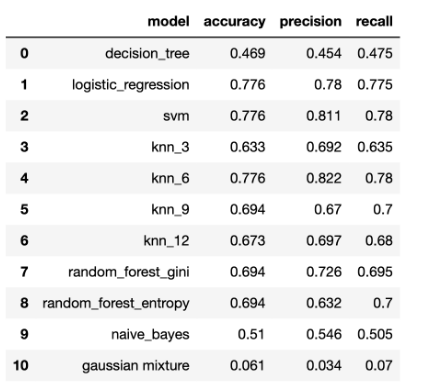 model accuracy precision recall
0 decision_tree 0.469 0.454 0.475
1 logistic_regression 0.776 0.78 0.775
2 svm 0.776 0.811 0.78
3 knn_3 0.633 0.692 0.635
4 knn_6 0.776 0.822 0.78
5 knn_9 0.694 0.67 0.7
6 knn_12 0.673 0.697 0.68
7 random_forest_gini 0.694 0.726 0.695
8 random_forest_entropy 0.694 0.632 0.7
9 naive_bayes 0.51 0.546 0.505
10 gaussian mixture 0.061 0.034 0.07